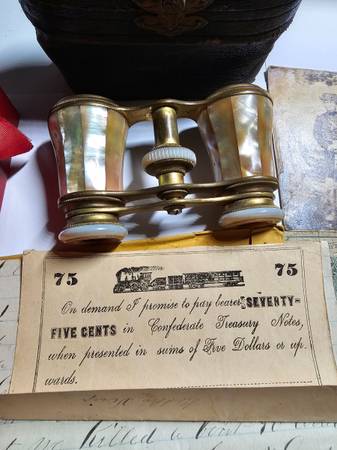 75 75
On demand I promise to pay bearer SEVENTY-
FIVE CENTS in Confederate Treasury Notes,
when presented in sums of Five Dollars or up-
wards.
killed a